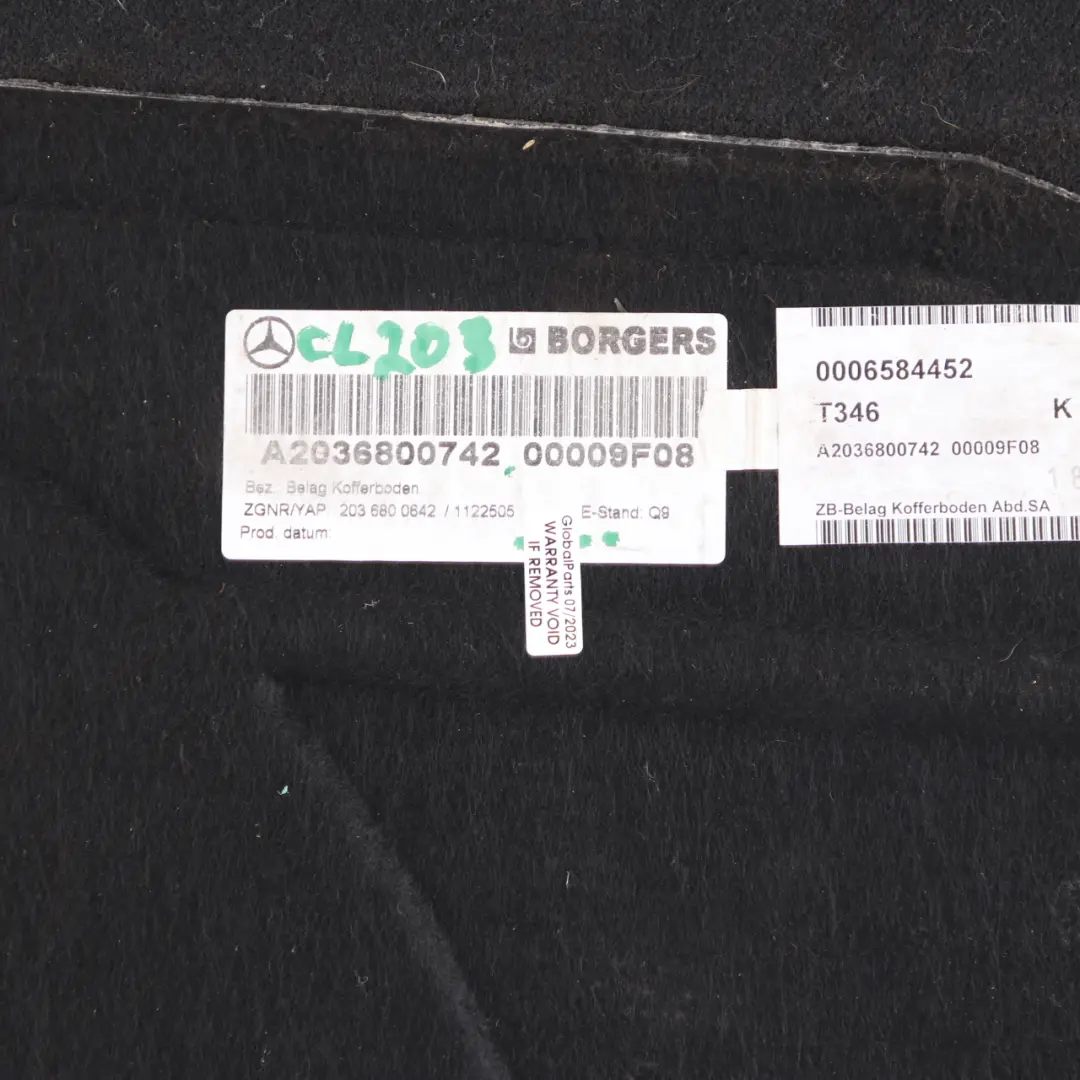 CL203 BORGERS
A2036800742 00009F08
Bez.: Belag Kofferboden
ZGNR/YAP 203 680 0642 / 1122505 E-Stand: Q9
Prod. datum:
GlobalParts 07/2023
WARRANTY VOID
IF REMOVED
0006584452
T346 K
A2036800742 00009F08
18
ZB-Belag Kofferboden Abd.SA